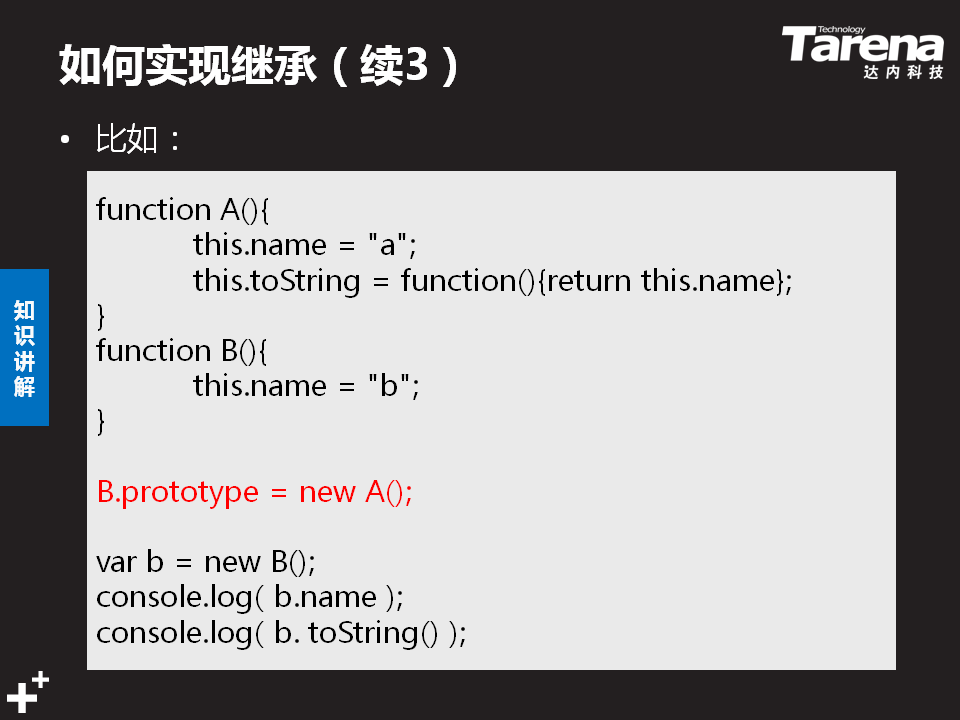 如何实现继承（续3）
Technology
Tarena
达内科技
• 比如：
function A(){
this.name = "a";
this.toString = function(){return this.name};
}
function B(){
this.name = "b";
}
B.prototype = new A();
var b = new B();
console.log( b.name );
console.log( b. toString() );
知识讲解